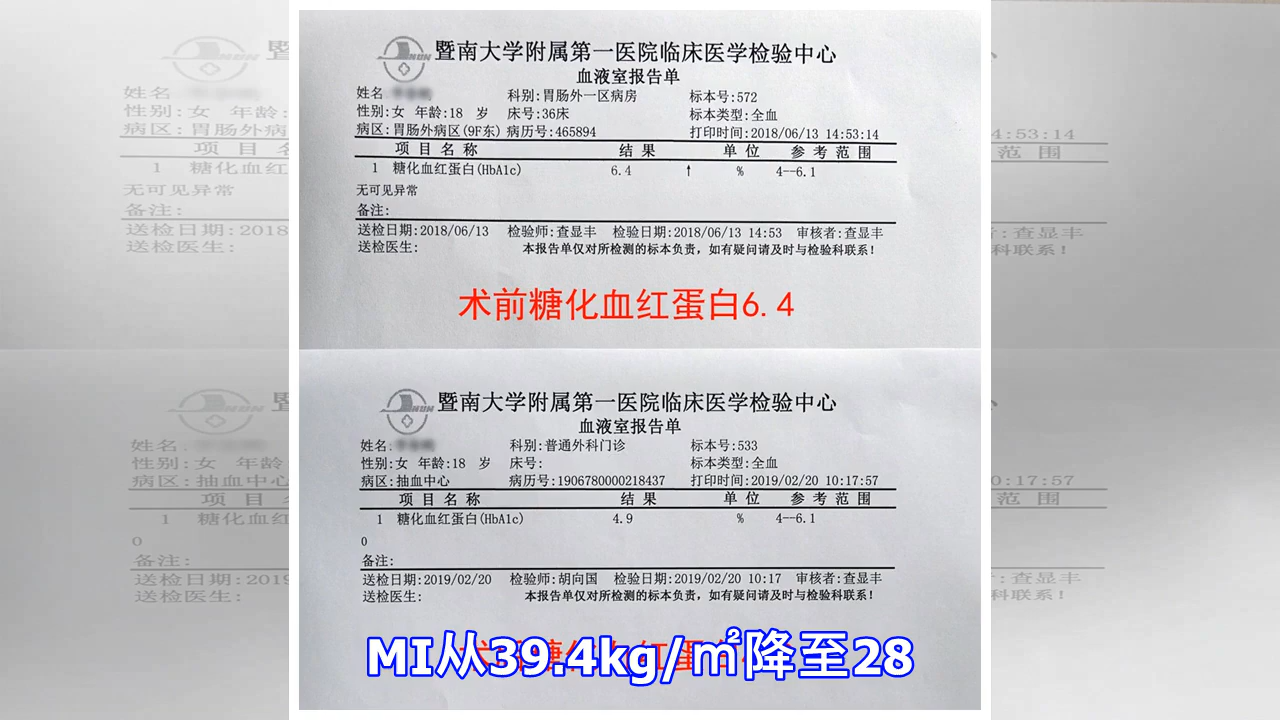 暨南大学附属第一医院临床医学检验中心
血液室报告单
姓名 科别:胃肠外一区病房 标本号:572
性别:女 年龄:18 岁 床号:36床 标本类型:全血
病区:胃肠外病区(9F东) 病历号:465894 打印时间:2018/06/13 14:53:14
项目名称 结果 单位 参考范围
1 糖化血红蛋白(HbA1c) 6.4 ↑ % 4--6.1
无可见异常
备注:
送检日期:2018/06/13 检验师:查显丰 检验日期:2018/06/13 14:53 审核者:查显丰
送检医生: 本报告单仅对所检测的标本负责，如有疑问请及时与检验科联系！
术前糖化血红蛋白6.4
暨南大学附属第一医院临床医学检验中心
血液室报告单
姓名: 科别:普通外科门诊 标本号:533
性别:女 年龄:18 岁 床号: 标本类型:全血
病区:抽血中心 病历号:1906780000218437 打印时间:2019/02/20 10:17:57
项目名称 结果 单位 参考范围
1 糖化血红蛋白(HbA1c) 4.9 % 4--6.1
0
备注:
送检日期:2019/02/20 检验师:胡向国 检验日期:2019/02/20 10:17 审核者:查显丰
送检医生: 本报告单仅对所检测的标本负责，如有疑问请及时与检验科联系！
MI从39.4kg/㎡降至28